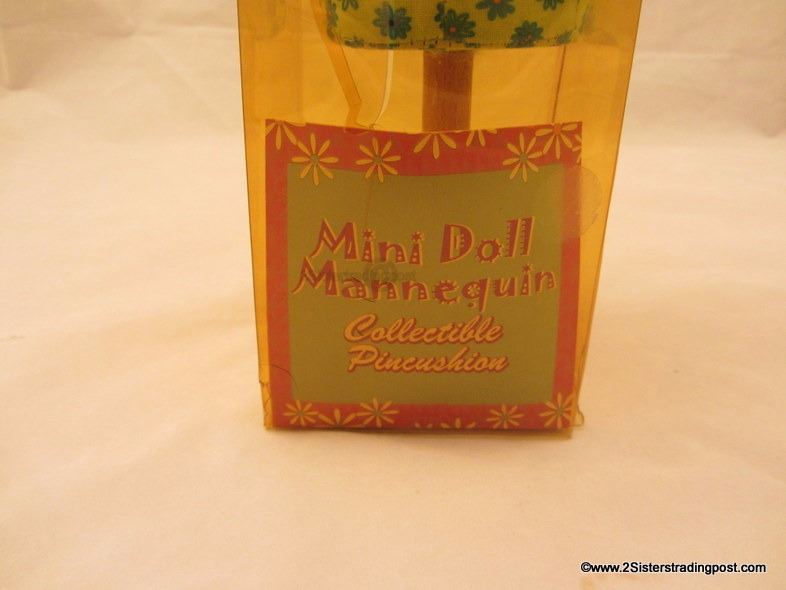 Mini Doll
Mannequin
Collectible
Pincushion
©www.2Sisterstradingpost.com